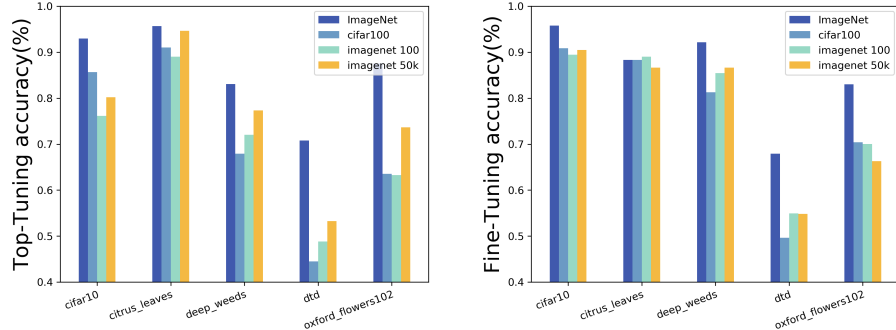 Top-Tuning accuracy(%)
1.0
0.9
0.8
0.7
0.6
0.5
0.4
cifar10
citrus_leaves
deep_weeds
dtd
oxford_flowers102
ImageNet
cifar100
imagenet 100
imagenet 50k
Fine-Tuning accuracy(%)
1.0
0.9
0.8
0.7
0.6
0.5
0.4
cifar10
citrus_leaves
deep_weeds
dtd
oxford_flowers102
ImageNet
cifar100
imagenet 100
imagenet 50k